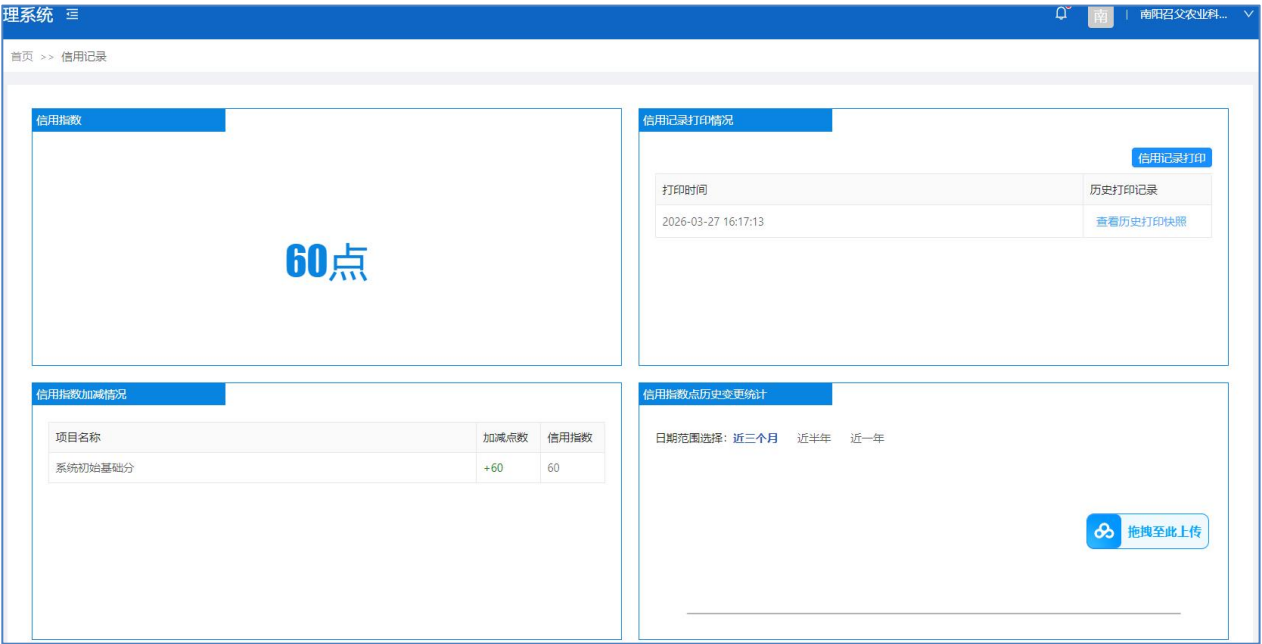 理系统
南 | 南阳召父农业科...
首页 >> 信用记录
信用指数
60点
信用记录打印情况
信用记录打印
打印时间 历史打印记录
2026-03-27 16:17:13 查看历史打印快照
信用指数加减情况
项目名称 加减点数 信用指数
系统初始基础分 +60 60
信用指数点历史变更统计
日期范围选择: 近三个月 近半年 近一年
拖拽至此上传